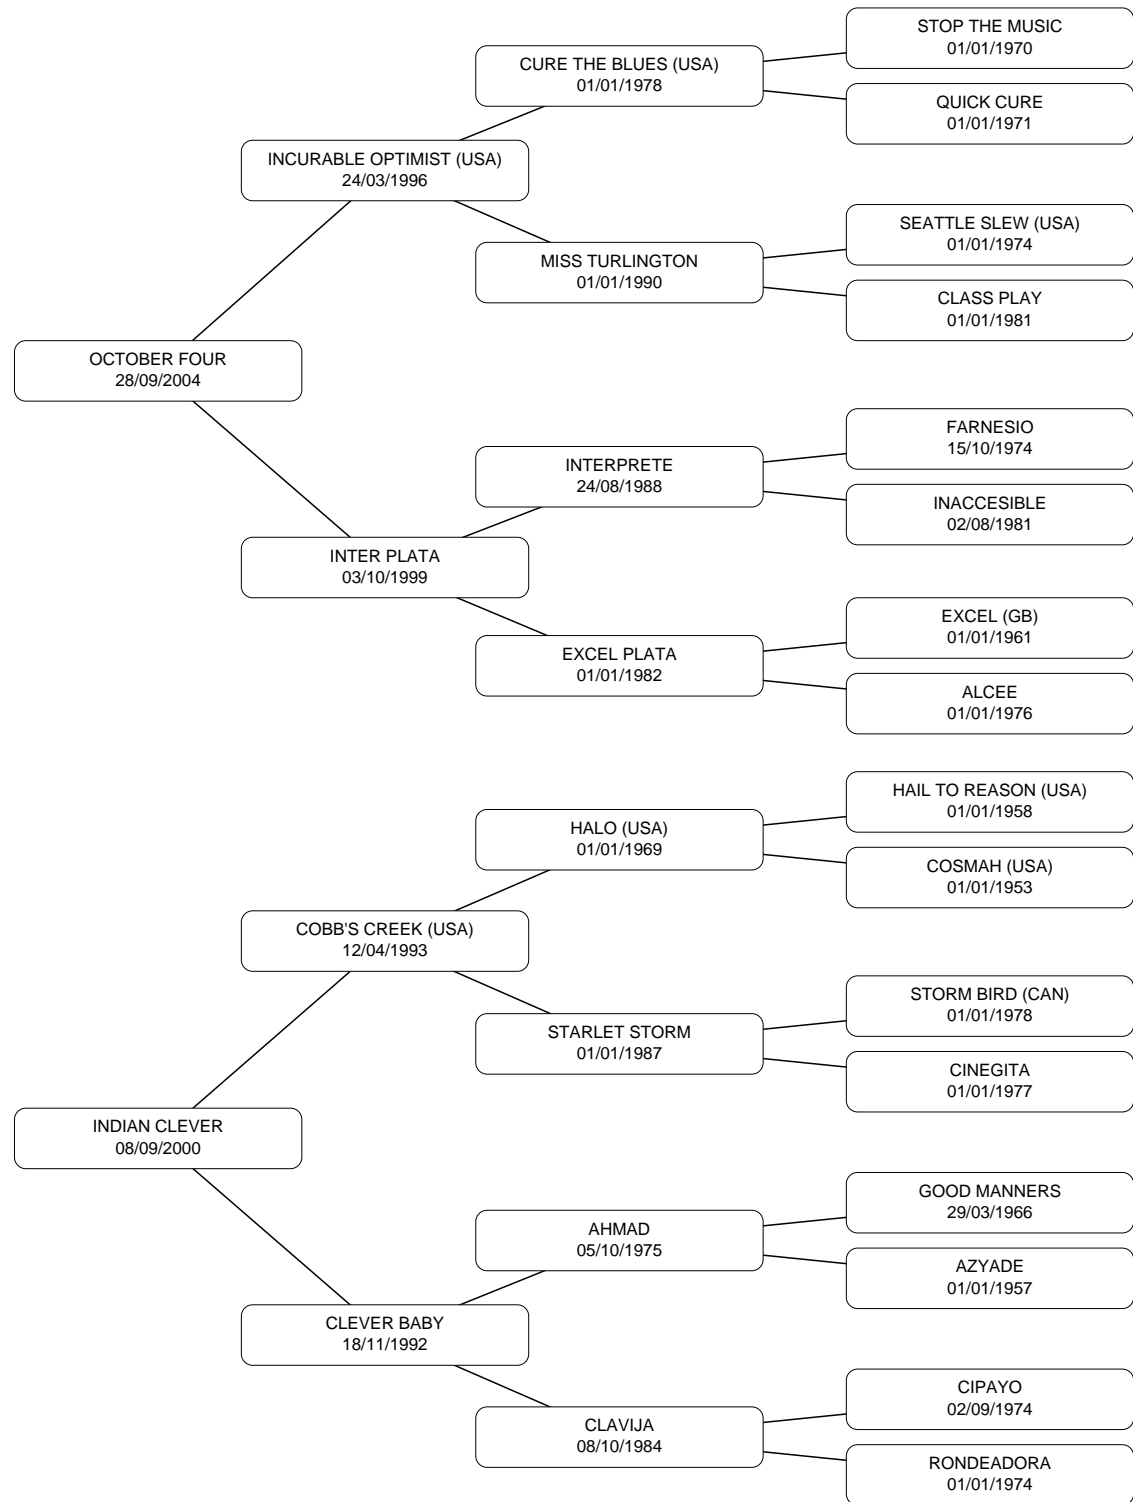 STOP THE MUSIC
01/01/1970
CURE THE BLUES (USA)
01/01/1978
QUICK CURE
01/01/1971
INCURABLE OPTIMIST (USA)
24/03/1996
SEATTLE SLEW (USA)
01/01/1974
MISS TURLINGTON
01/01/1990
CLASS PLAY
01/01/1981
OCTOBER FOUR
28/09/2004
FARNESIO
15/10/1974
INTERPRETE
24/08/1988
INACCESIBLE
02/08/1981
INTER PLATA
03/10/1999
EXCEL (GB)
01/01/1961
EXCEL PLATA
01/01/1982
ALCEE
01/01/1976
HAIL TO REASON (USA)
01/01/1958
HALO (USA)
01/01/1969
COSMAH (USA)
01/01/1953
COBB'S CREEK (USA)
12/04/1993
STORM BIRD (CAN)
01/01/1978
STARLET STORM
01/01/1987
CINEGITA
01/01/1977
INDIAN CLEVER
08/09/2000
GOOD MANNERS
29/03/1966
AHMAD
05/10/1975
AZYADE
01/01/1957
CLEVER BABY
18/11/1992
CIPAYO
02/09/1974
CLAVIJA
08/10/1984
RONDEADORA
01/01/1974